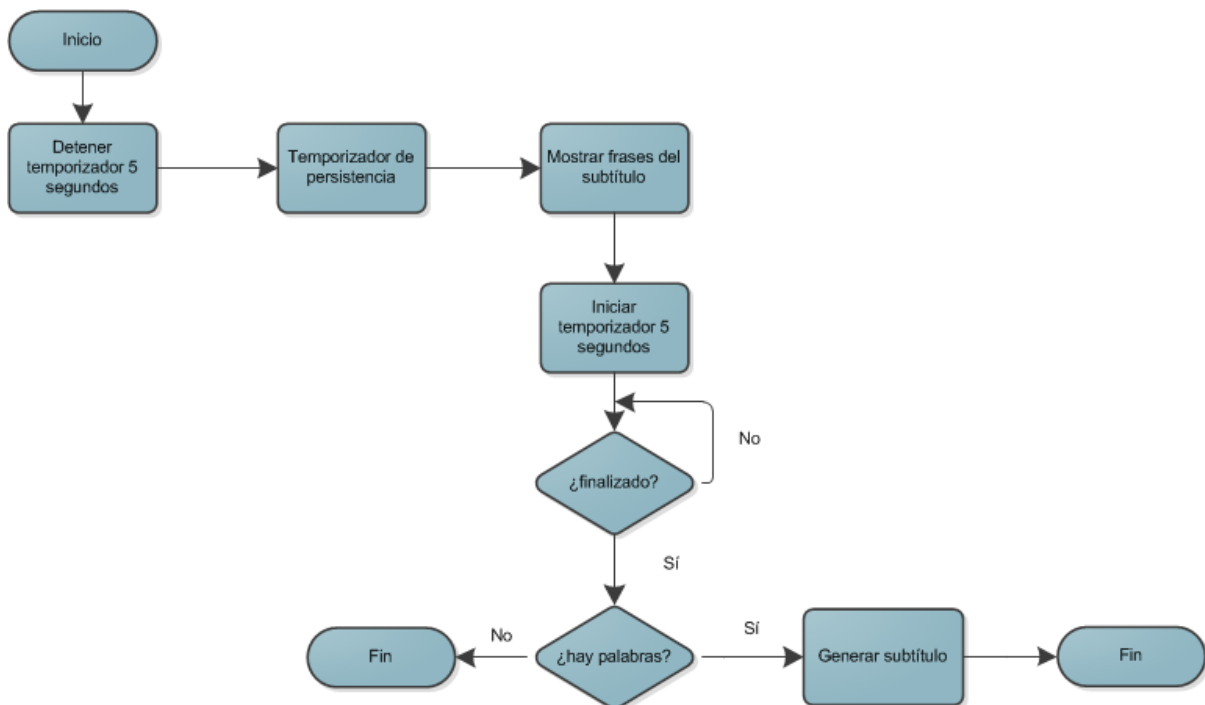 Inicio
Detener
temporizador 5
segundos
Temporizador de
persistencia
Mostrar frases del
subtítulo
Iniciar
temporizador 5
segundos
No
¿finalizado?
Sí
Fin
No
¿hay palabras?
Sí
Generar subtítulo
Fin